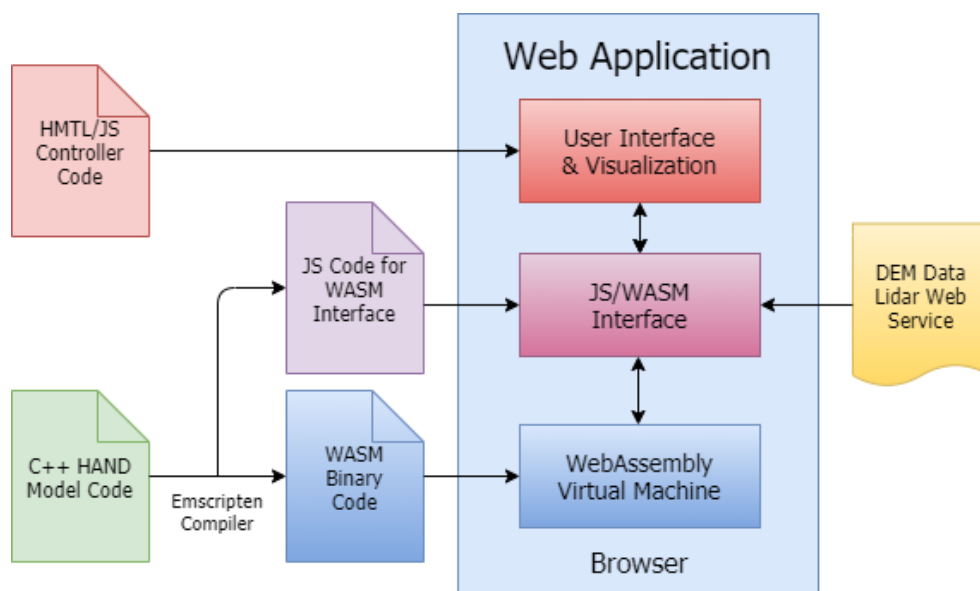 Web Application
HMTL/JS
Controller
Code
User Interface
& Visualization
JS Code for
WASM
Interface
JS/WASM
Interface
DEM Data
Lidar Web
Service
C++ HAND
Model Code
Emscripten
Compiler
WASM
Binary
Code
WebAssembly
Virtual Machine
Browser